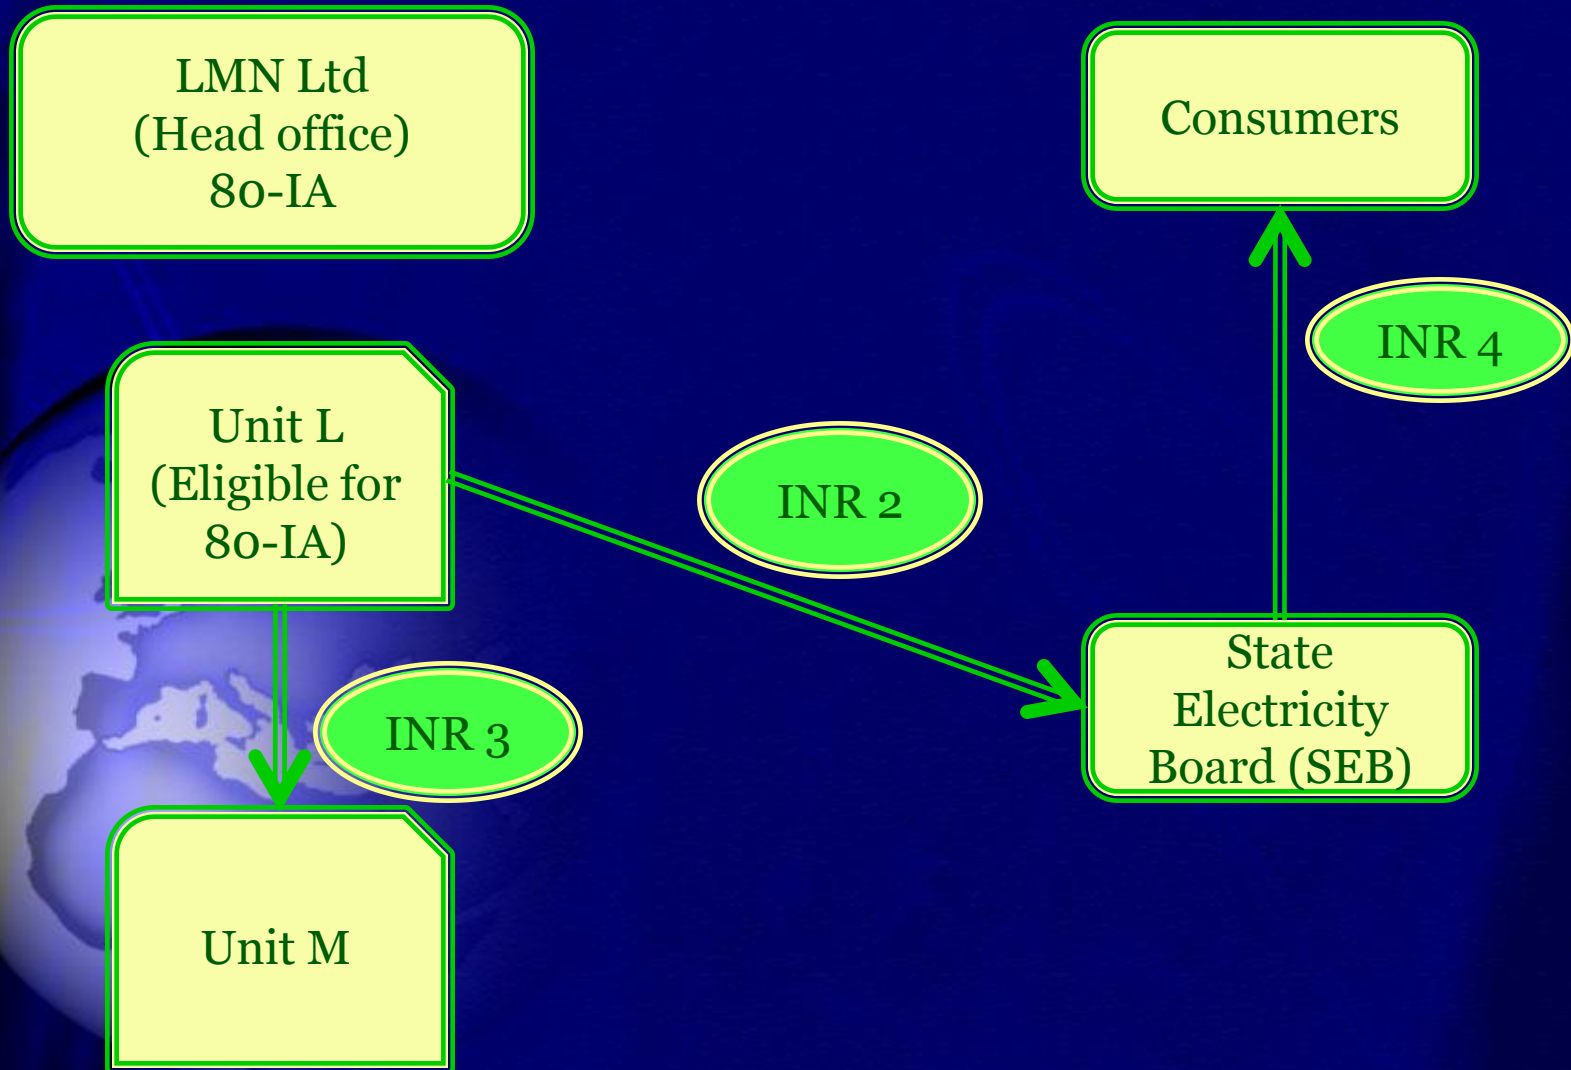 LMN Ltd
(Head office)
80-IA
Consumers
INR 4
Unit L
(Eligible for
80-IA)
INR 2
INR 3
State
Electricity
Board (SEB)
Unit M